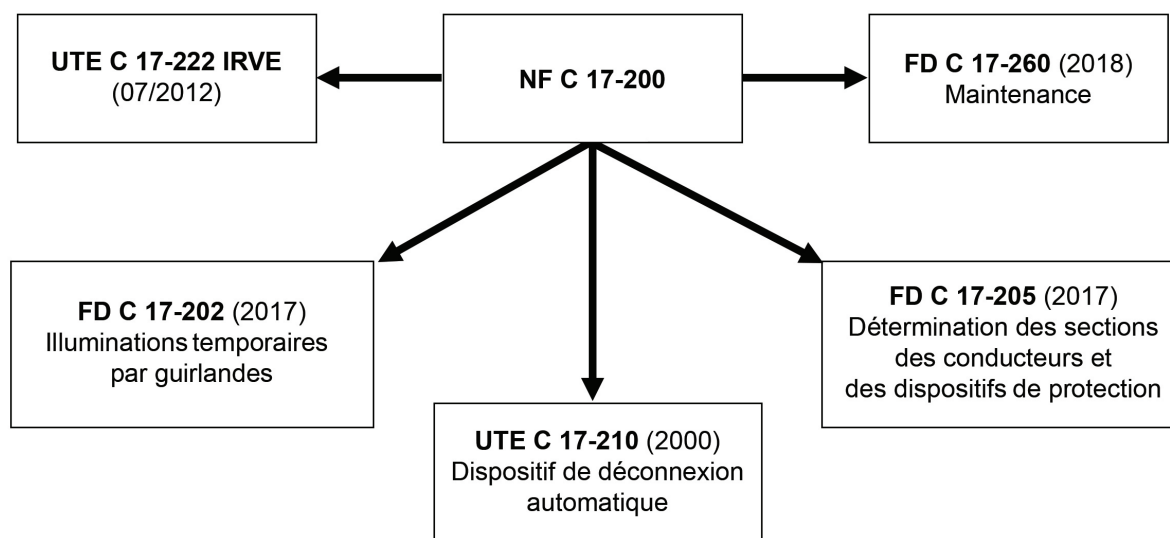 UTE C 17-222 IRVE
(07/2012)
NF C 17-200
FD C 17-260 (2018)
Maintenance
FD C 17-202 (2017)
Illuminations temporaires
par guirlandes
UTE C 17-210 (2000)
Dispositif de déconnexion
automatique
FD C 17-205 (2017)
Détermination des sections
des conducteurs et
des dispositifs de protection